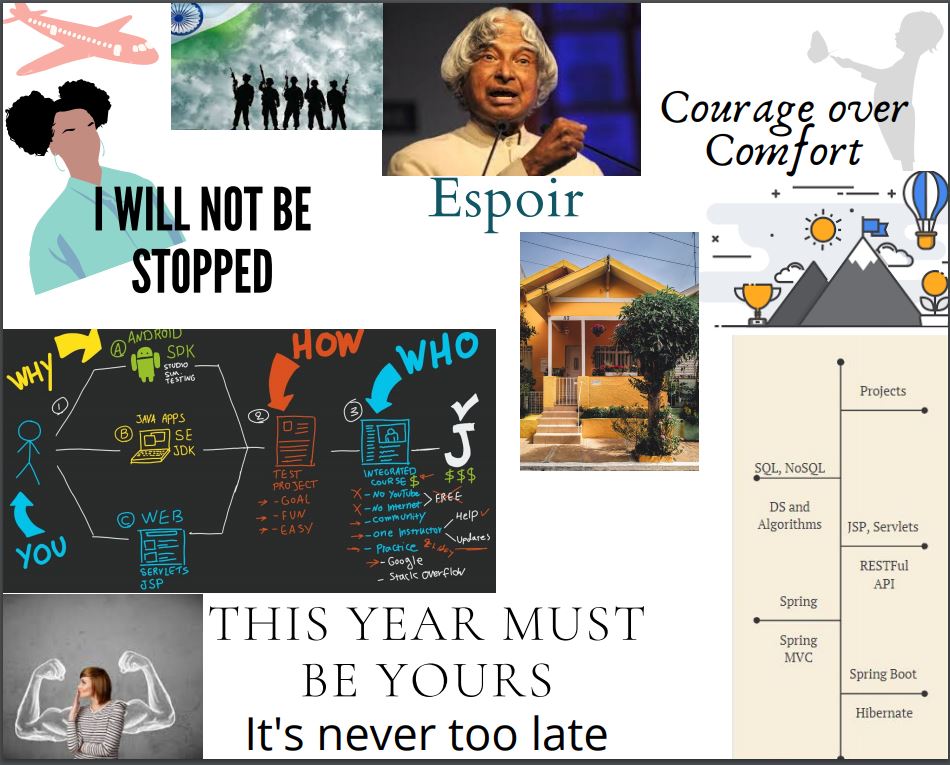 Courage over
Comfort
Espoir
I WILL NOT BE
STOPPED
WHY
A
ANDROID
SDK
STUDIO
SIM
TESTING
1
B
JAVA APPS
SE
JDK
C WEB
SERVLETS
JSP
YOU
HOW
2
TEST
PROJECT
- GOAL
- FUN
- EASY
WHO
3
J
$$$
INTEGRATED
COURSE $
X - No YouTube
X - No Internet
FREE
- community
- one Instructor
Help
Updates
- Practice
- Google
- Stack Overflow
Projects
SQL, NoSQL
DS and
Algorithms
JSP, Servlets
RESTFul
API
Spring
Spring
MVC
Spring Boot
Hibernate
THIS YEAR MUST
BE YOURS
It's never too late